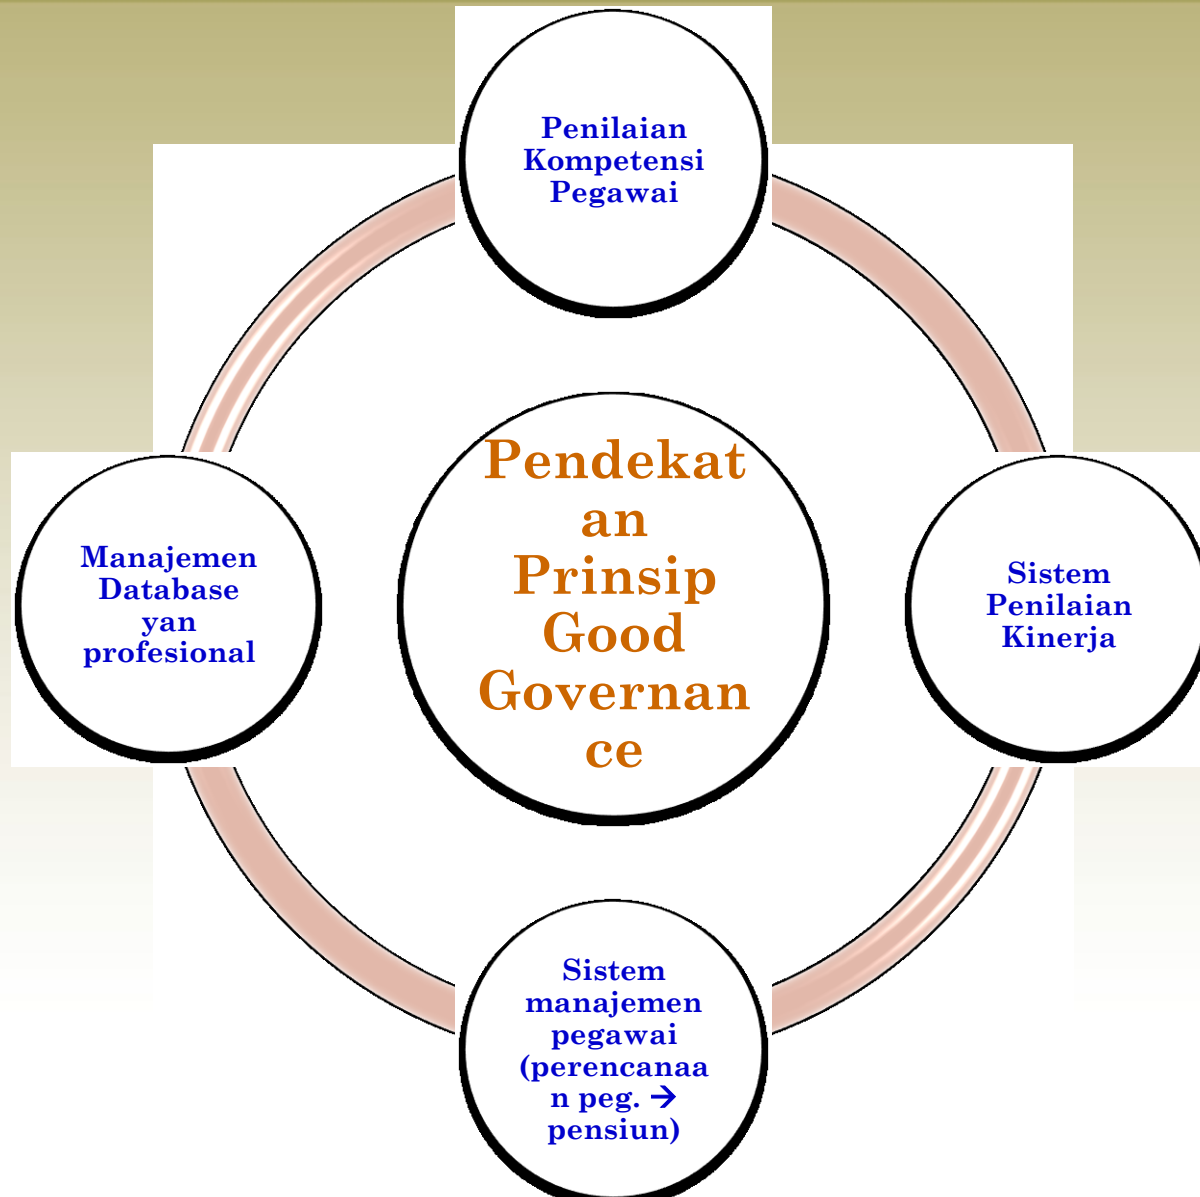 Penilaian
Kompetensi
Pegawai
Manajemen
Database
yan
profesional
Pendekat
an
Prinsip
Good
Governan
ce
Sistem
Penilaian
Kinerja
Sistem
manajemen
pegawai
(perencanaa
n peg. →
pensiun)